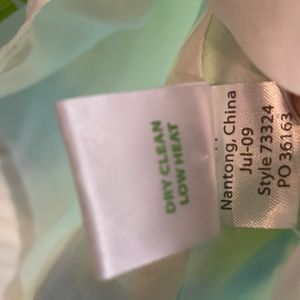 DRY CLEAN
LOW HEAT
Nantong, China
Jul-09
Style 73324
PO 36163